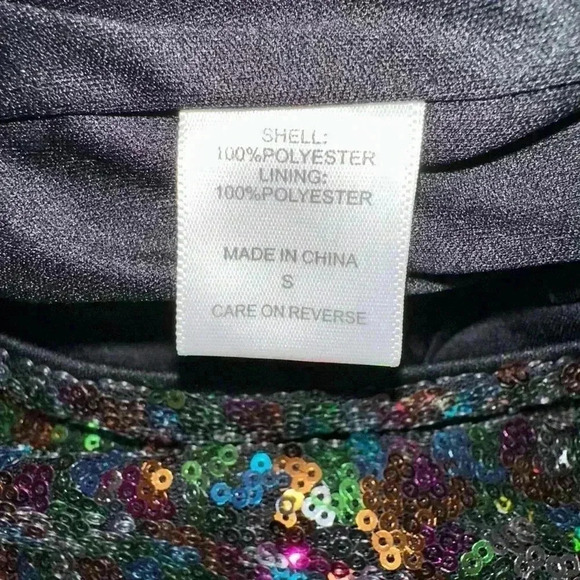 SHELL:
100%POLYESTER
LINING:
100%POLYESTER
MADE IN CHINA
S
CARE ON REVERSE